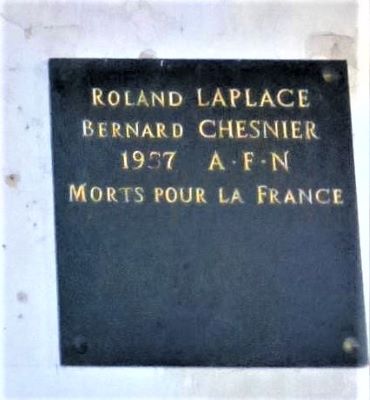 ROLAND LAPLACE
BERNARD CHESNIER
1957 A·F·N
MORTS POUR LA FRANCE